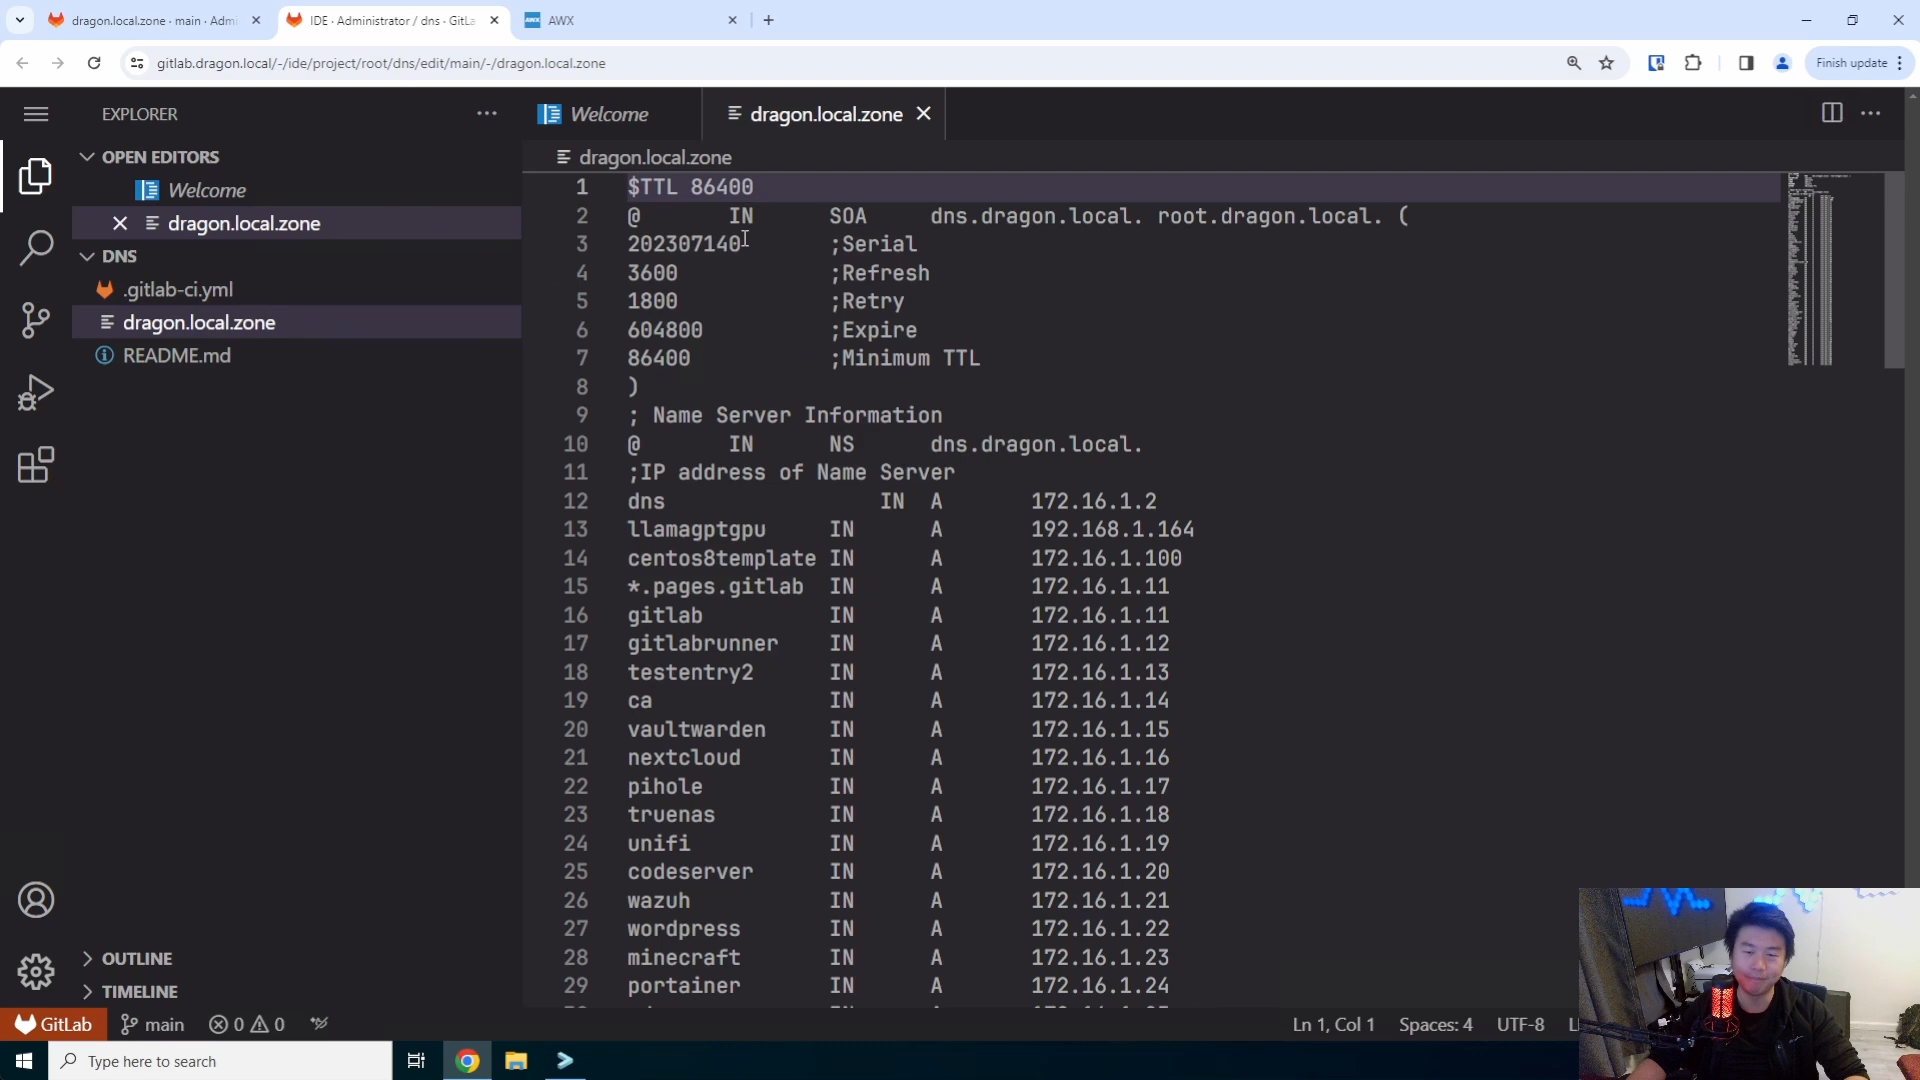 dragon.local.zone · main · Admi
IDE · Administrator / dns · GitLa
AWX
gitlab.dragon.local/-/ide/project/root/dns/edit/main/-/dragon.local.zone
Finish update
EXPLORER
Welcome
dragon.local.zone
OPEN EDITORS
Welcome
dragon.local.zone
DNS
.gitlab-ci.yml
dragon.local.zone
README.md
dragon.local.zone
1 $TTL 86400
2 @ IN SOA dns.dragon.local. root.dragon.local. (
3 202307140 ;Serial
4 3600 ;Refresh
5 1800 ;Retry
6 604800 ;Expire
7 86400 ;Minimum TTL
8 )
9 ; Name Server Information
10 @ IN NS dns.dragon.local.
11 ;IP address of Name Server
12 dns IN A 172.16.1.2
13 llamagptgpu IN A 192.168.1.164
14 centos8template IN A 172.16.1.100
15 *.pages.gitlab IN A 172.16.1.11
16 gitlab IN A 172.16.1.11
17 gitlabrunner IN A 172.16.1.12
18 testentry2 IN A 172.16.1.13
19 ca IN A 172.16.1.14
20 vaultwarden IN A 172.16.1.15
21 nextcloud IN A 172.16.1.16
22 pihole IN A 172.16.1.17
23 truenas IN A 172.16.1.18
24 unifi IN A 172.16.1.19
25 codeserver IN A 172.16.1.20
26 wazuh IN A 172.16.1.21
27 wordpress IN A 172.16.1.22
28 minecraft IN A 172.16.1.23
29 portainer IN A 172.16.1.24
OUTLINE
TIMELINE
GitLab main 0 0
Ln 1, Col 1 Spaces: 4 UTF-8
Type here to search